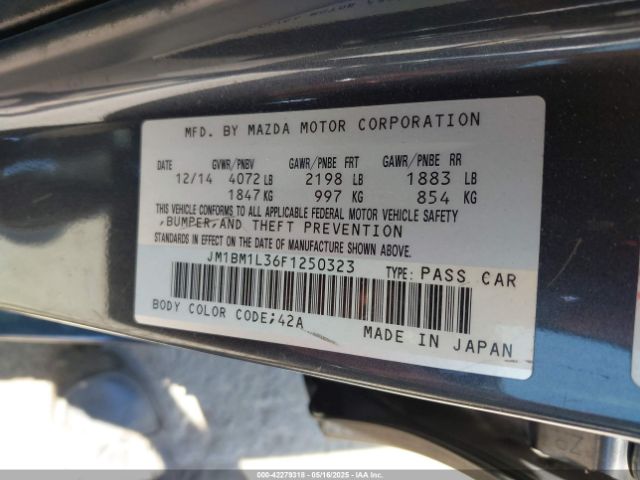 MFD. BY MAZDA MOTOR CORPORATION
DATE GVWR/PNBV GAWR/PNBE FRT GAWR/PNBE RR
12/14 4072 LB 2198 LB 1883 LB
1847 KG 997 KG 854 KG
THIS VEHICLE CONFORMS TO ALL APPLICABLE FEDERAL MOTOR VEHICLE SAFETY
,BUMPER,AND THEFT PREVENTION
STANDARDS IN EFFECT ON THE DATE OF MANUFACTURE SHOWN ABOVE.
JM1BM1L36F1250323 TYPE: PASS CAR
BODY COLOR CODE;42A
MADE IN JAPAN
000-42279318 - 05/16/2025 - COPYRIGHT IAA, LLC